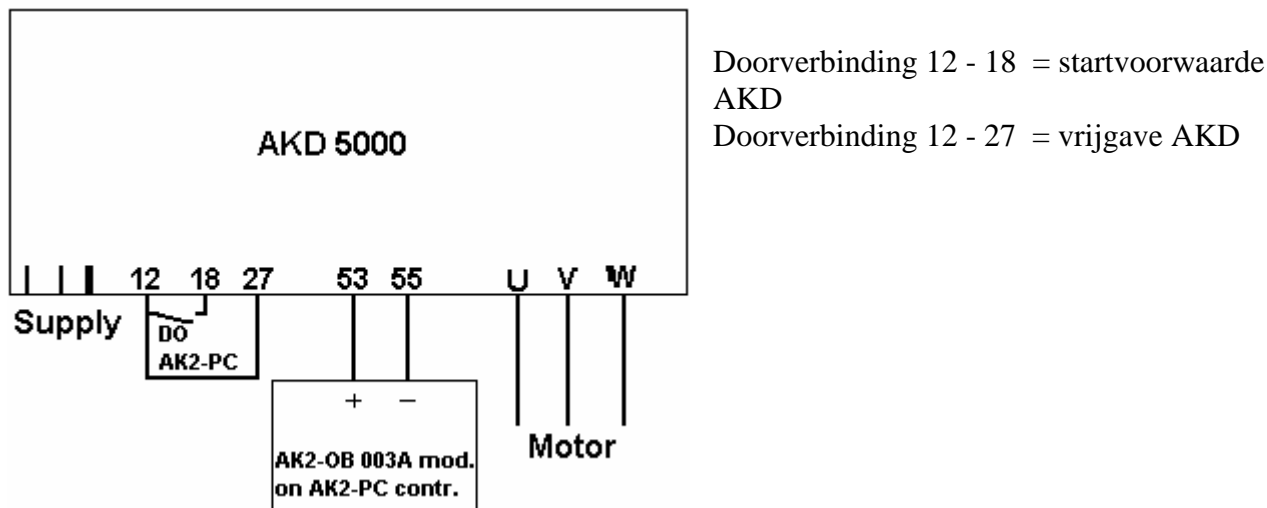 Doorverbinding 12 - 18 = startvoorwaarde
AKD
Doorverbinding 12 - 27 = vrijgave AKD
AKD 5000
12 18 27 53 55 U V W
Supply
DO
AK2-PC
+ −
Motor
AK2-OB 003A mod.
on AK2-PC contr.